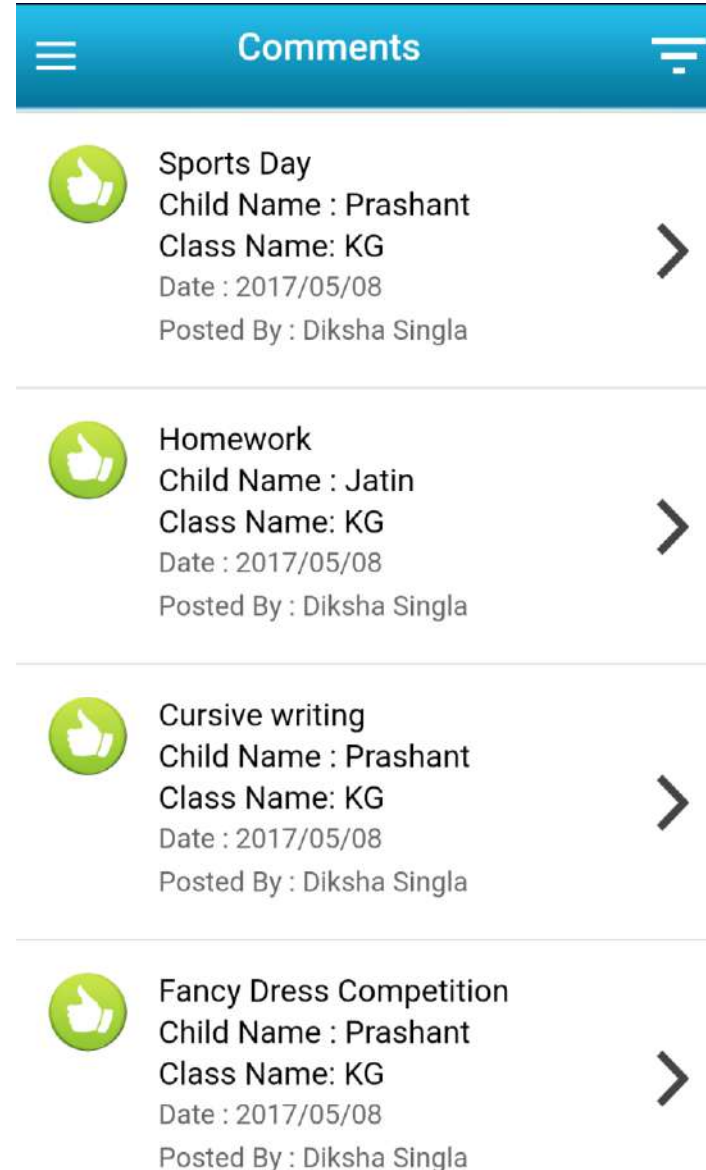 Comments
Sports Day
Child Name : Prashant
Class Name: KG
Date : 2017/05/08
Posted By : Diksha Singla
Homework
Child Name : Jatin
Class Name: KG
Date : 2017/05/08
Posted By : Diksha Singla
Cursive writing
Child Name : Prashant
Class Name: KG
Date : 2017/05/08
Posted By : Diksha Singla
Fancy Dress Competition
Child Name : Prashant
Class Name: KG
Date : 2017/05/08
Posted By : Diksha Singla